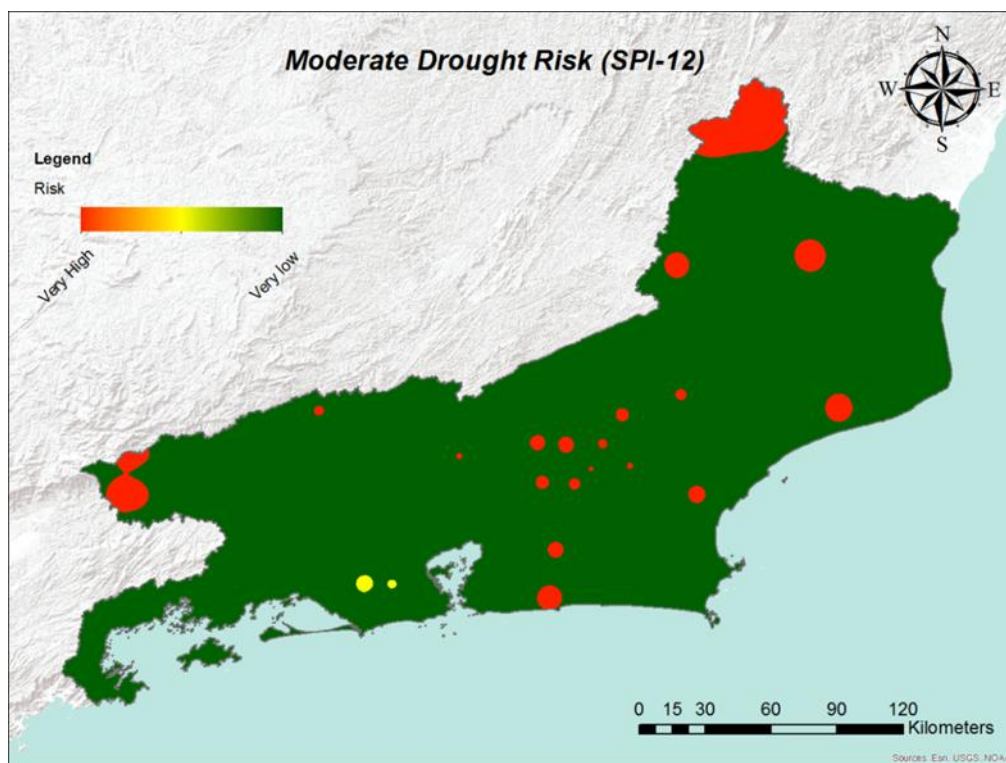 Moderate Drought Risk (SPI-12)
N
W
E
S
Legend
Risk
Very High
Very low
0 15 30 60 90 120
Kilometers
Sources: Esri, USGS, NOAA